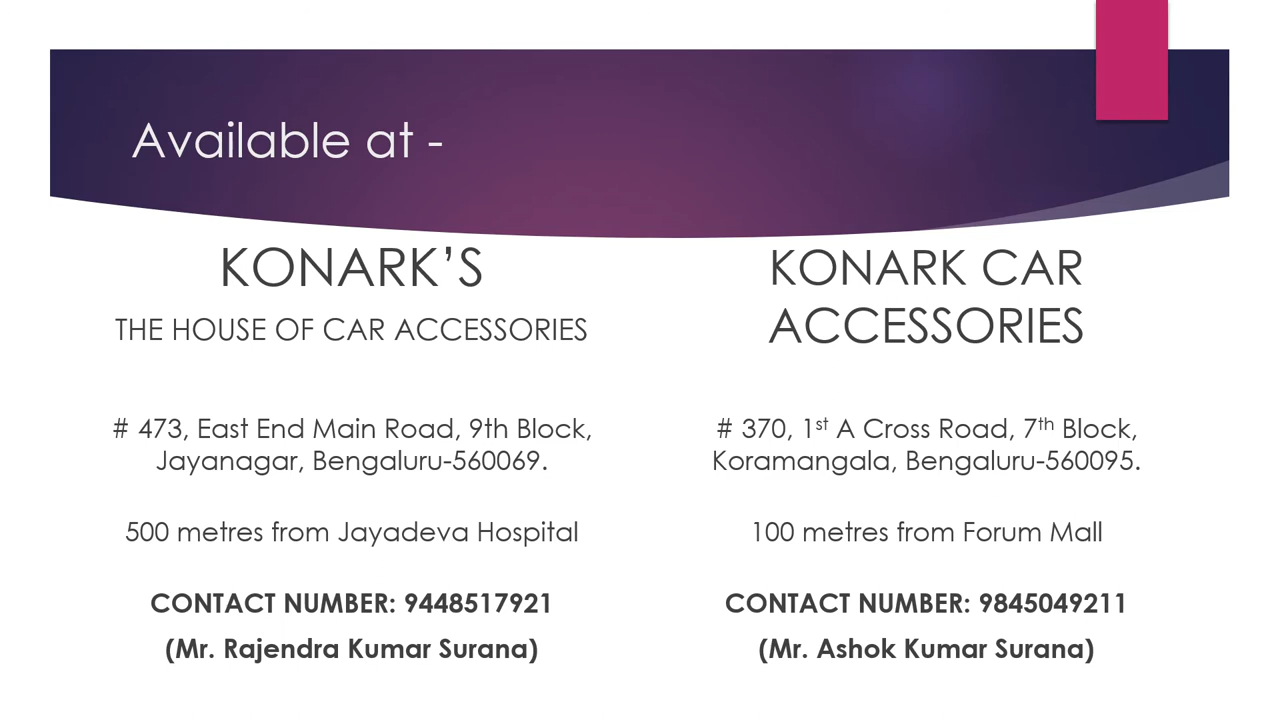 Available at -
KONARK’S
THE HOUSE OF CAR ACCESSORIES
# 473, East End Main Road, 9th Block,
Jayanagar, Bengaluru-560069.
500 metres from Jayadeva Hospital
CONTACT NUMBER: 9448517921
(Mr. Rajendra Kumar Surana)
KONARK CAR
ACCESSORIES
# 370, 1st A Cross Road, 7th Block,
Koramangala, Bengaluru-560095.
100 metres from Forum Mall
CONTACT NUMBER: 9845049211
(Mr. Ashok Kumar Surana)